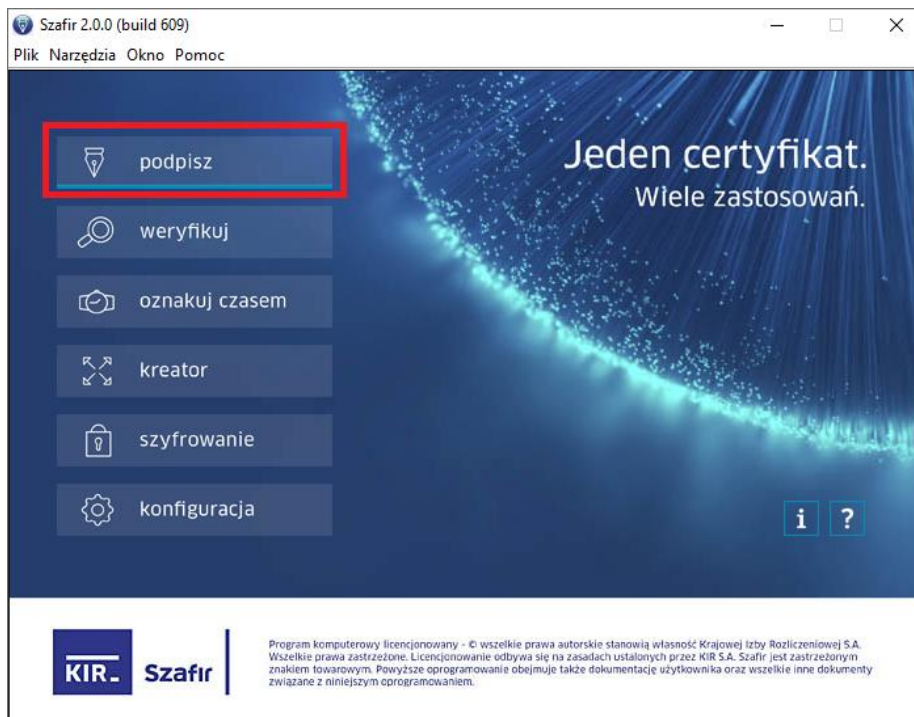 Szafir 2.0.0 (build 609)
Plik Narzędzia Okno Pomoc
podpisz
weryfikuj
oznakuj czasem
kreator
szyfrowanie
konfiguracja
Jeden certyfikat.
Wiele zastosowań.
i ?
KIR Szafir
Program komputerowy licencjonowany - © wszelkie prawa autorskie stanowią własność Krajowej Izby Rozliczeniowej S.A.
Wszelkie prawa zastrzeżone. Licencjonowanie odbywa się na zasadach ustalonych przez KIR S.A. Szafir jest zastrzeżonym
znakiem towarowym. Powyższe oprogramowanie obejmuje także dokumentację użytkownika oraz wszelkie inne dokumenty
związane z niniejszym oprogramowaniem.